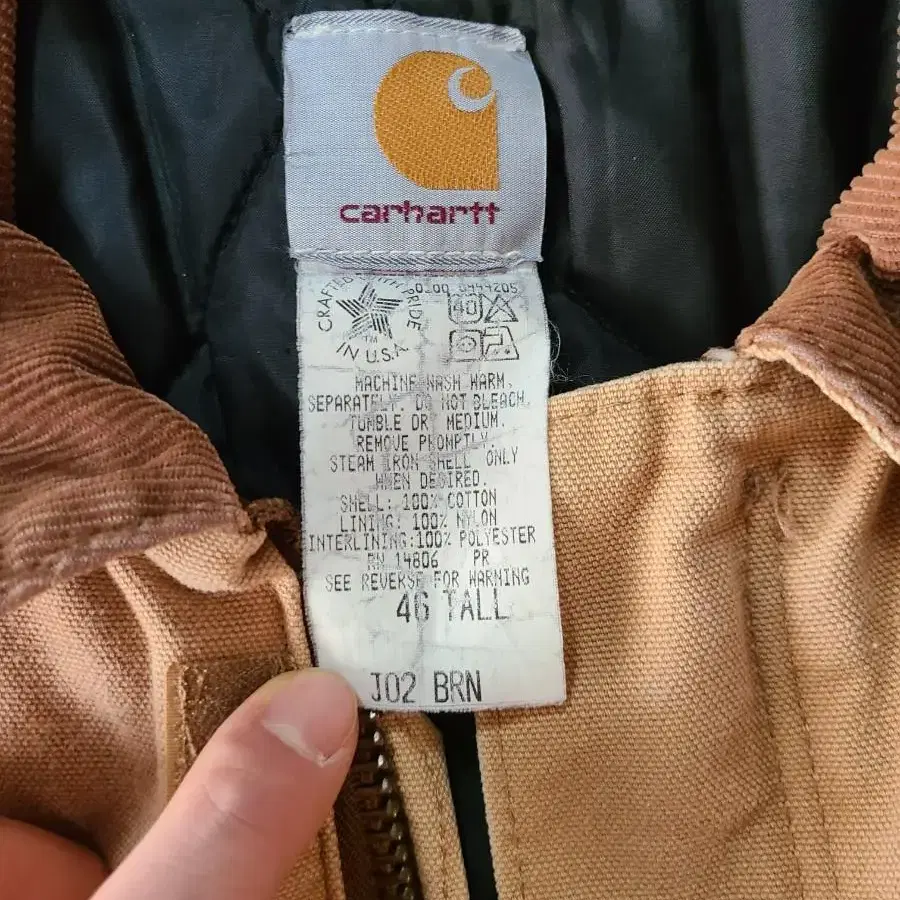 carhartt
CRAFTED WITH PRIDE
TM
IN U.S.A.
40
MACHINE WASH WARM,
SEPARATELY. DO NOT BLEACH.
TUMBLE DRY MEDIUM.
REMOVE PROMPTLY
STEAM IRON SHELL ONLY
WHEN DESIRED.
SHELL: 100% COTTON
LINING: 100% NYLON
INTERLINING:100% POLYESTER
RN 14806 PR
SEE REVERSE FOR WARNING
46 TALL
J02 BRN